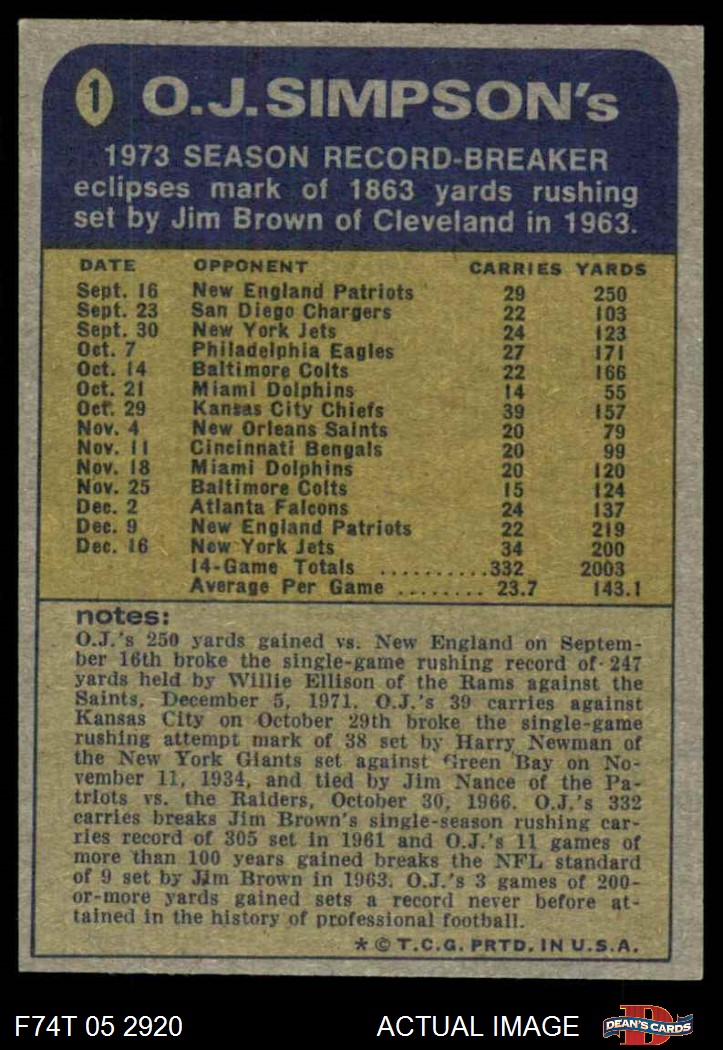 1 O.J. SIMPSON's
1973 SEASON RECORD-BREAKER
eclipses mark of 1863 yards rushing
set by Jim Brown of Cleveland in 1963.
DATE OPPONENT CARRIES YARDS
Sept. 16 New England Patriots 29 250
Sept. 23 San Diego Chargers 22 103
Sept. 30 New York Jets 24 123
Oct. 7 Philadelphia Eagles 27 171
Oct. 14 Baltimore Colts 22 166
Oct. 21 Miami Dolphins 14 55
Oct. 29 Kansas City Chiefs 39 157
Nov. 4 New Orleans Saints 20 79
Nov. 11 Cincinnati Bengals 20 99
Nov. 18 Miami Dolphins 20 120
Nov. 25 Baltimore Colts 15 124
Dec. 2 Atlanta Falcons 24 137
Dec. 9 New England Patriots 22 219
Dec. 16 New York Jets 34 200
14-Game Totals ..........332 2003
Average Per Game ........ 23.7 143.1
notes:
O.J.'s 250 yards gained vs. New England on Septem-
ber 16th broke the single-game rushing record of 247
yards held by Willie Ellison of the Rams against the
Saints, December 5, 1971. O.J.'s 39 carries against
Kansas City on October 29th broke the single-game
rushing attempt mark of 38 set by Harry Newman of
the New York Giants set against Green Bay on No-
vember 11, 1934, and tied by Jim Nance of the Pa-
triots vs. the Raiders, October 30, 1966. O.J.'s 332
carries breaks Jim Brown's single-season rushing car-
ries record of 305 set in 1961 and O.J.'s 11 games of
more than 100 years gained breaks the NFL standard
of 9 set by Jim Brown in 1963. O.J.'s 3 games of 200-
or-more yards gained sets a record never before at-
tained in the history of professional football.
* © T.C.G. PRTD. IN U.S.A.
F74T 05 2920 ACTUAL IMAGE DEAN'S CARDS